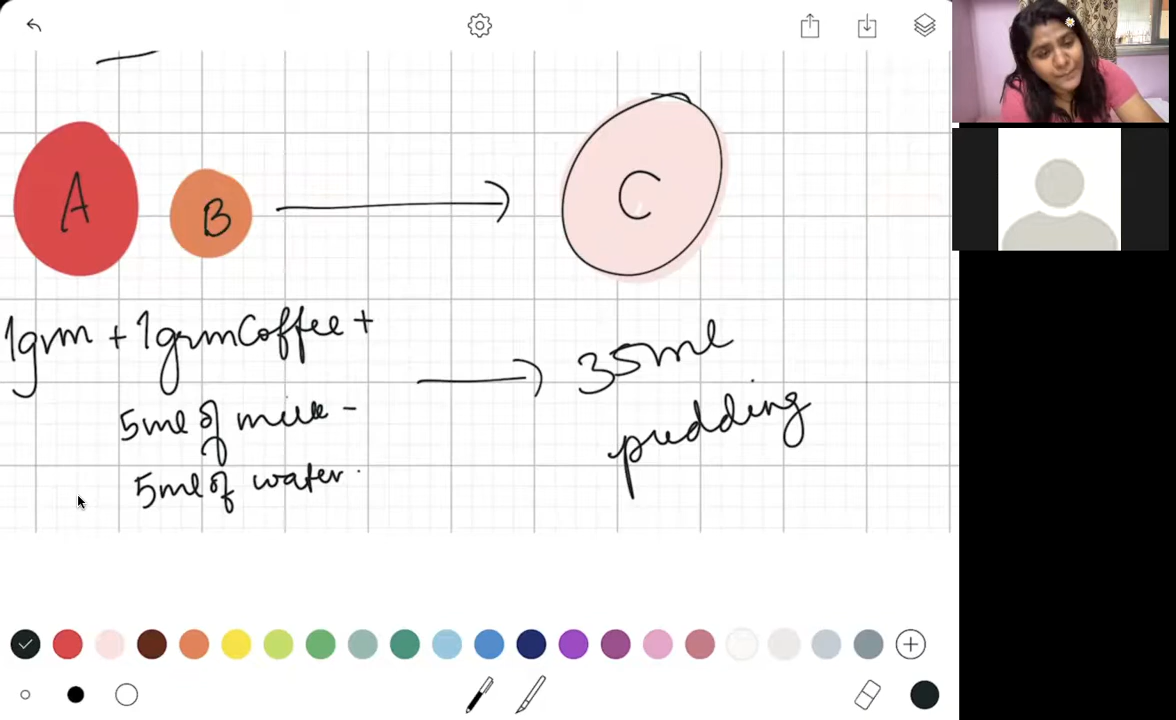 A
B
C
1grm + 1grmCoffee +
5ml of milk -
5ml of water.
35ml
pudding